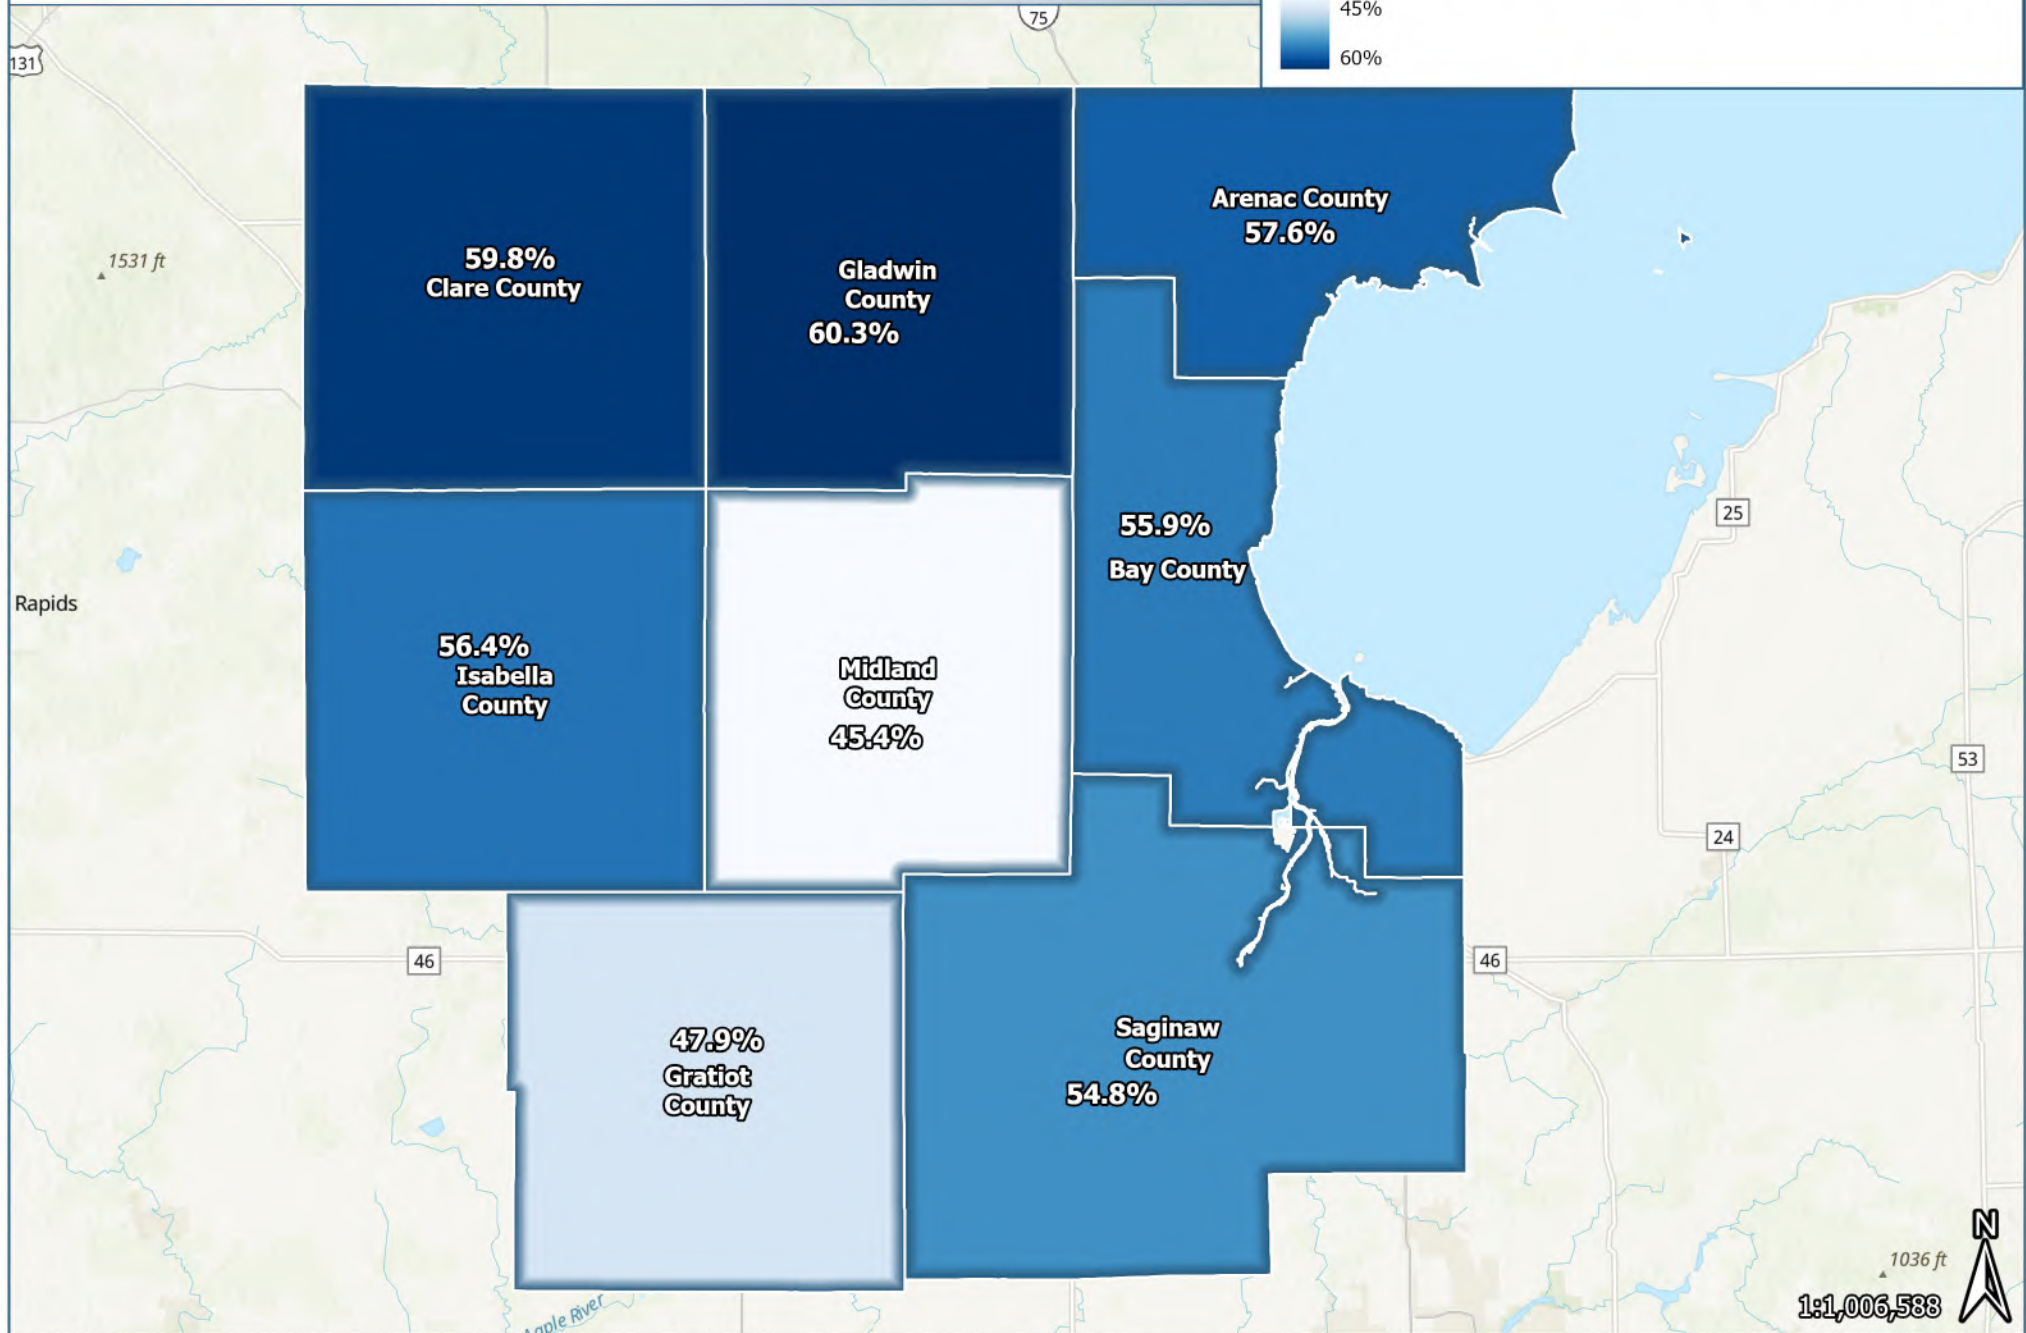 75
45%
60%
131
Arenac County
57.6%
59.8%
Clare County
Gladwin
County
60.3%
1531 ft
55.9%
Bay County
25
Rapids
56.4%
Isabella
County
Midland
County
45.4%
53
24
46
46
47.9%
Gratiot
County
Saginaw
County
54.8%
N
1036 ft
1:1,006,588
River